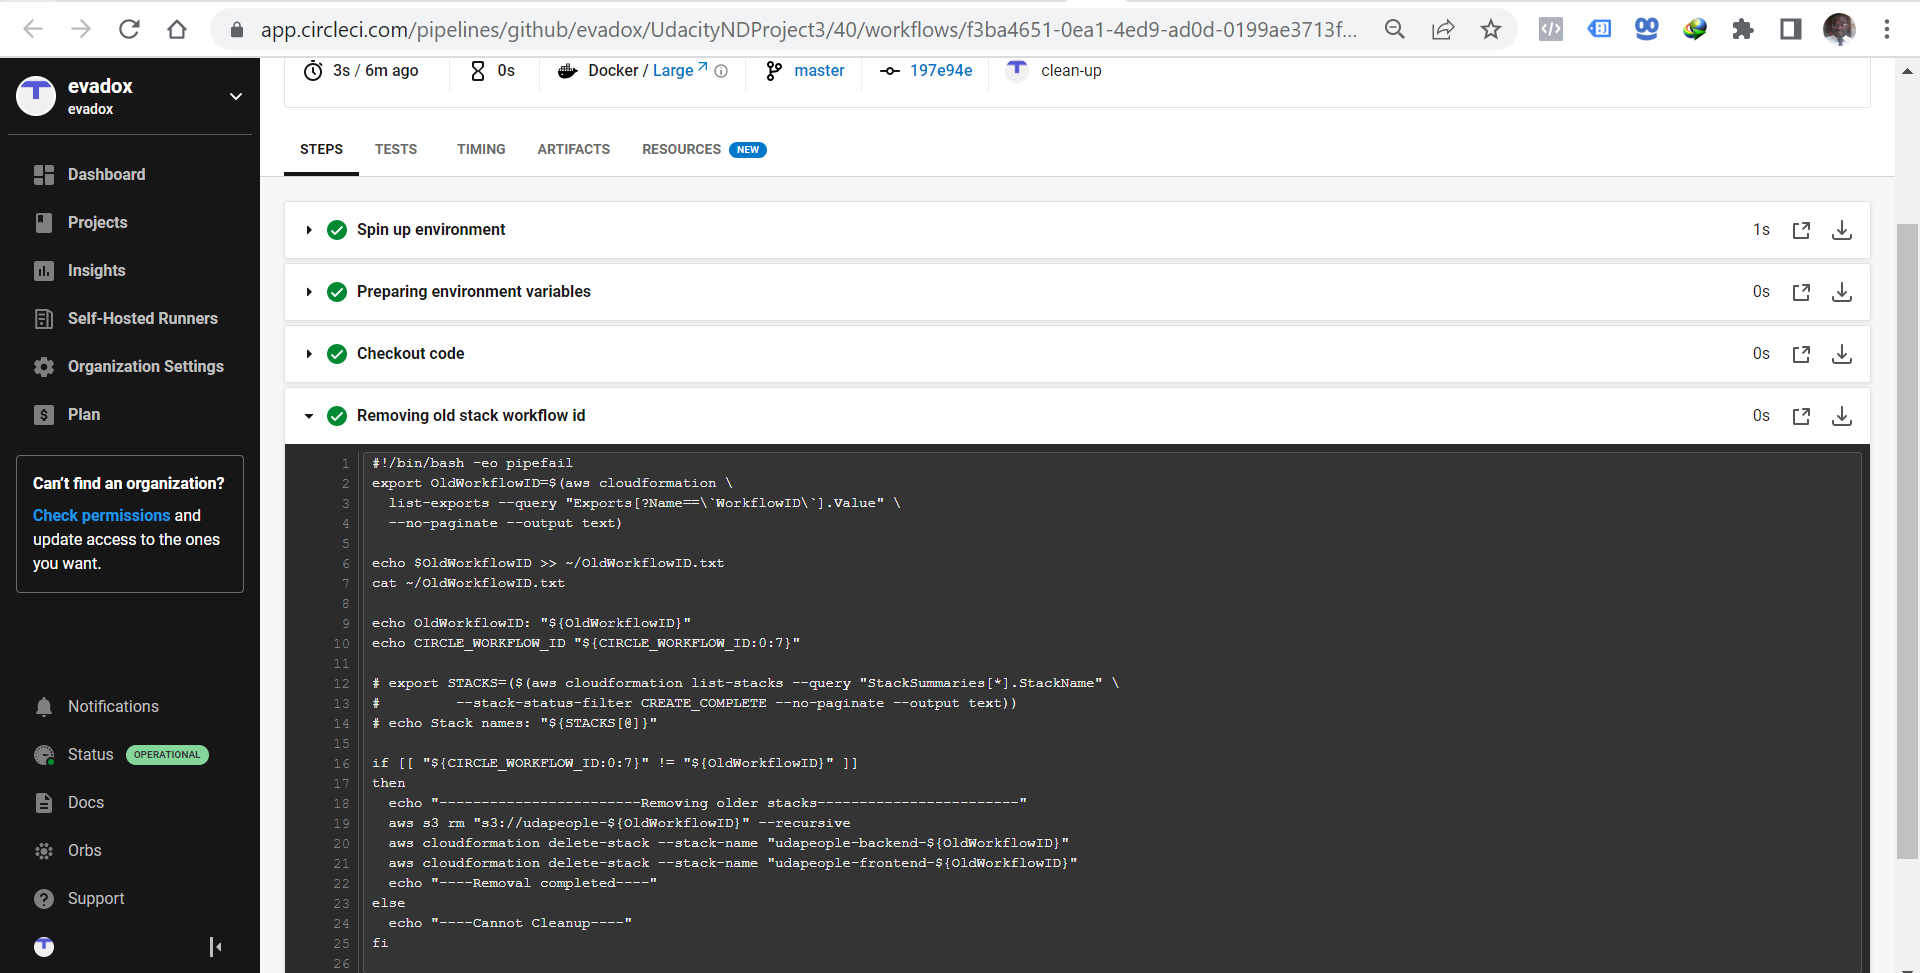 app.circleci.com/pipelines/github/evadox/UdacityNDProject3/40/workflows/f3ba4651-0ea1-4ed9-ad0d-0199ae3713f...
evadox
evadox
Dashboard
Projects
Insights
Self-Hosted Runners
Organization Settings
$ Plan
Can't find an organization?
Check permissions and
update access to the ones
you want.
Notifications
Status OPERATIONAL
Docs
Orbs
? Support
3s / 6m ago
0s
Docker / Large
master
197e94e
clean-up
STEPS TESTS TIMING ARTIFACTS RESOURCES NEW
Spin up environment 1s
Preparing environment variables 0s
Checkout code 0s
Removing old stack workflow id 0s
1 #!/bin/bash -eo pipefail
2 export OldWorkflowID=$(aws cloudformation \
3 list-exports --query "Exports[?Name==\`WorkflowID\`].Value" \
4 --no-paginate --output text)
5
6 echo $OldWorkflowID >> ~/OldWorkflowID.txt
7 cat ~/OldWorkflowID.txt
8
9 echo OldWorkflowID: "${OldWorkflowID}"
10 echo CIRCLE_WORKFLOW_ID "${CIRCLE_WORKFLOW_ID:0:7}"
11
12 # export STACKS=($(aws cloudformation list-stacks --query "StackSummaries[*].StackName" \
13 # --stack-status-filter CREATE_COMPLETE --no-paginate --output text))
14 # echo Stack names: "${STACKS[@]}"
15
16 if [[ "${CIRCLE_WORKFLOW_ID:0:7}" != "${OldWorkflowID}" ]]
17 then
18 echo "------------------------Removing older stacks------------------------"
19 aws s3 rm "s3://udapeople-${OldWorkflowID}" --recursive
20 aws cloudformation delete-stack --stack-name "udapeople-backend-${OldWorkflowID}"
21 aws cloudformation delete-stack --stack-name "udapeople-frontend-${OldWorkflowID}"
22 echo "----Removal completed----"
23 else
24 echo "----Cannot Cleanup----"
25 fi
26